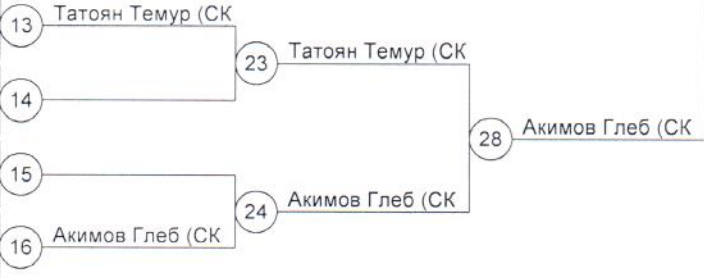 13 Татоян Темур (СК
23 Татоян Темур (СК
14
28 Акимов Глеб (СК
15
24 Акимов Глеб (СК
16 Акимов Глеб (СК